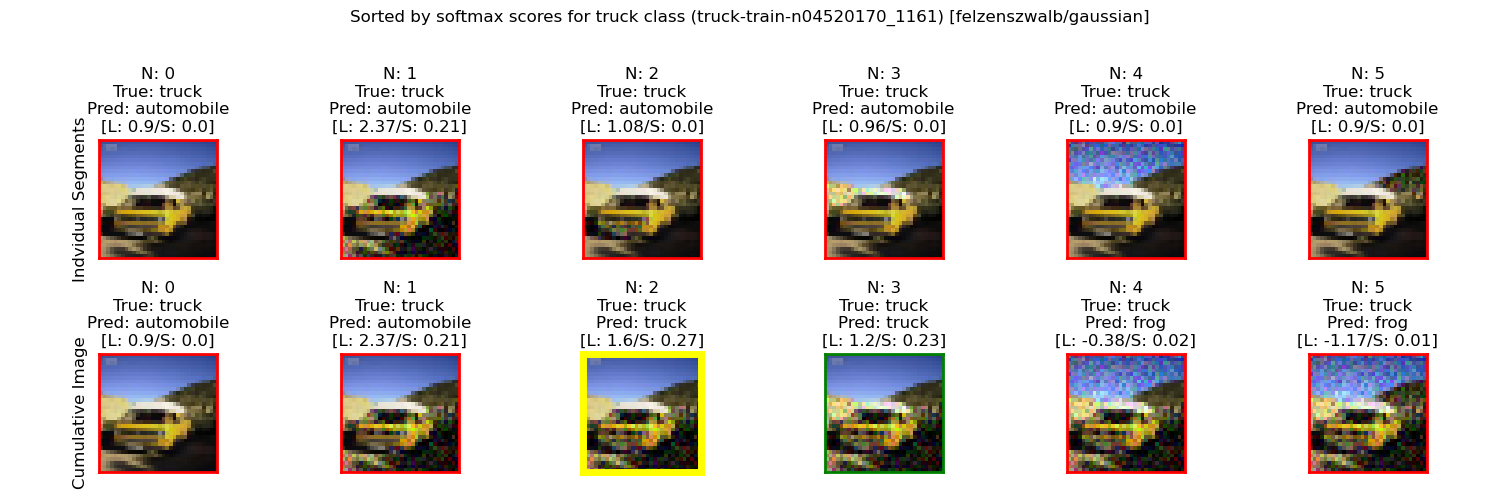 Sorted by softmax scores for truck class (truck-train-n04520170_1161) [felzenszwalb/gaussian]
Indvidual Segments
N: 0
True: truck
Pred: automobile
[L: 0.9/S: 0.0]
N: 1
True: truck
Pred: automobile
[L: 2.37/S: 0.21]
N: 2
True: truck
Pred: automobile
[L: 1.08/S: 0.0]
N: 3
True: truck
Pred: automobile
[L: 0.96/S: 0.0]
N: 4
True: truck
Pred: automobile
[L: 0.9/S: 0.0]
N: 5
True: truck
Pred: automobile
[L: 0.9/S: 0.0]
Cumulative Image
N: 0
True: truck
Pred: automobile
[L: 0.9/S: 0.0]
N: 1
True: truck
Pred: automobile
[L: 2.37/S: 0.21]
N: 2
True: truck
Pred: truck
[L: 1.6/S: 0.27]
N: 3
True: truck
Pred: truck
[L: 1.2/S: 0.23]
N: 4
True: truck
Pred: frog
[L: -0.38/S: 0.02]
N: 5
True: truck
Pred: frog
[L: -1.17/S: 0.01]